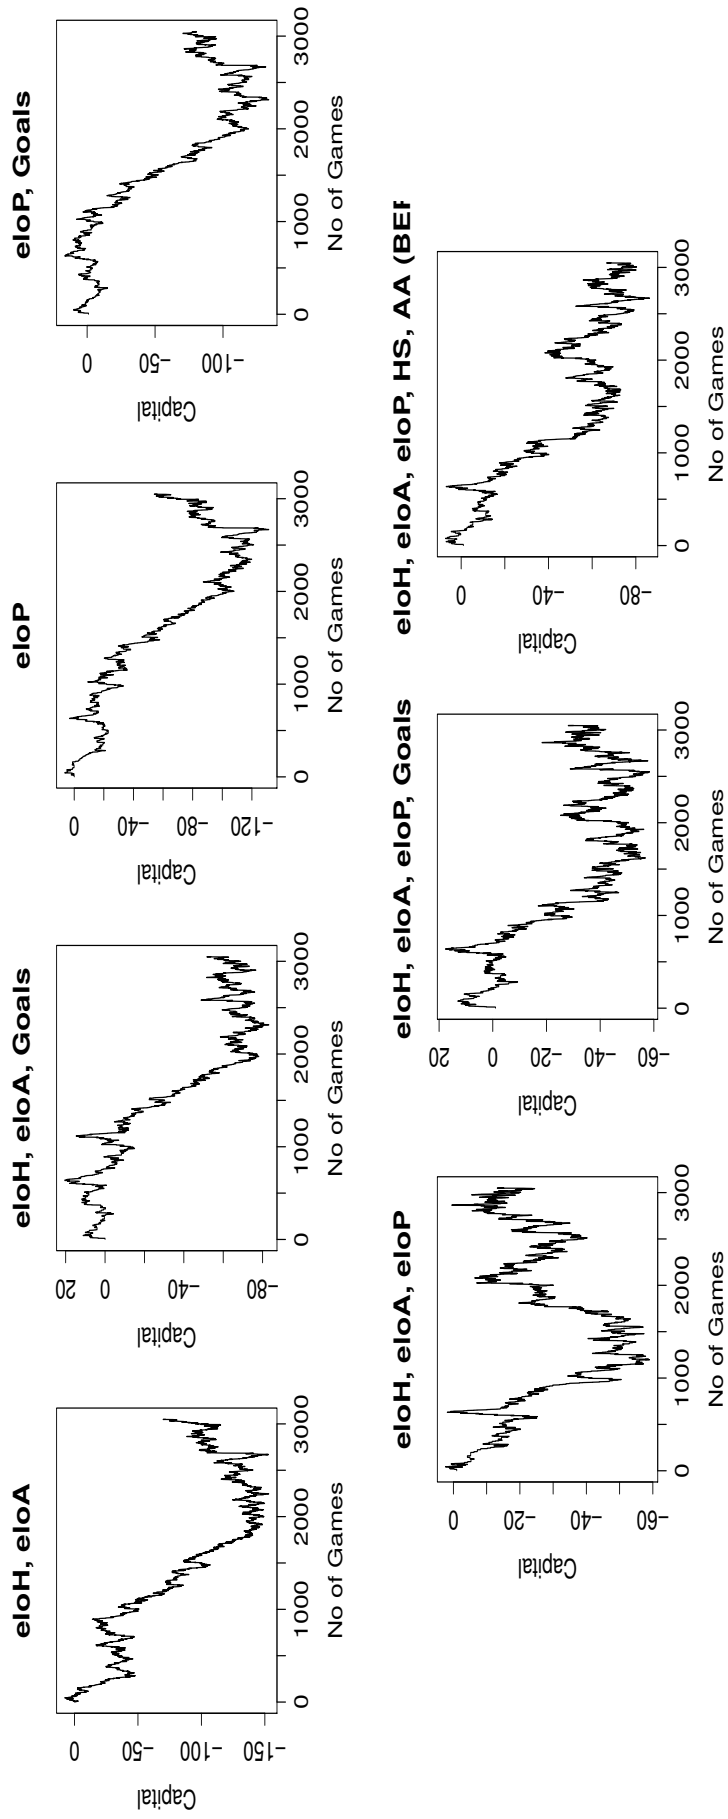 eloH, eloA
Capital
0
-50
-100
-150
0 1000 2000 3000
No of Games
eloH, eloA, Goals
Capital
20
0
-40
-80
0 1000 2000 3000
No of Games
eloP
Capital
0
-40
-80
-120
0 1000 2000 3000
No of Games
eloP, Goals
Capital
0
-50
-100
0 1000 2000 3000
No of Games
eloH, eloA, eloP
Capital
0
-20
-40
-60
0 1000 2000 3000
No of Games
eloH, eloA, eloP, Goals
Capital
20
0
-20
-40
-60
0 1000 2000 3000
No of Games
eloH, eloA, eloP, HS, AA
Capital
0
-40
-80
0 1000 2000 3000
No of Games